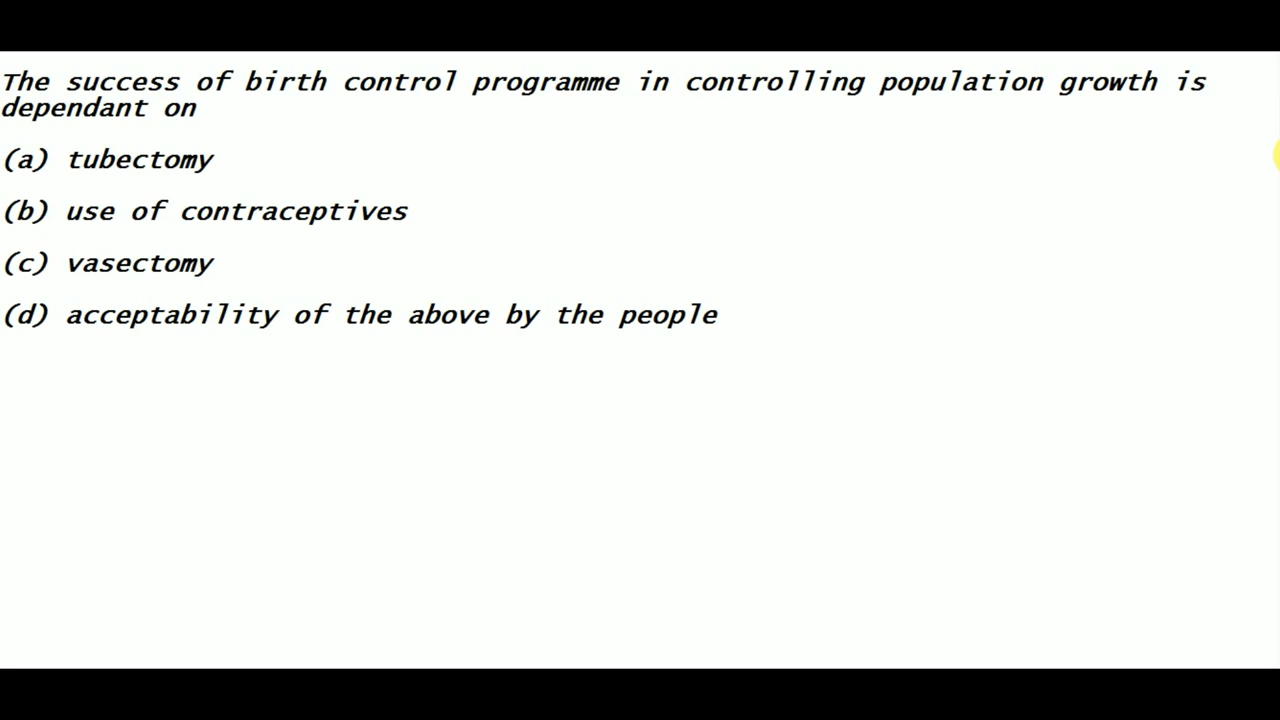 The success of birth control programme in controlling population growth is
dependant on
(a) tubectomy
(b) use of contraceptives
(c) vasectomy
(d) acceptability of the above by the people